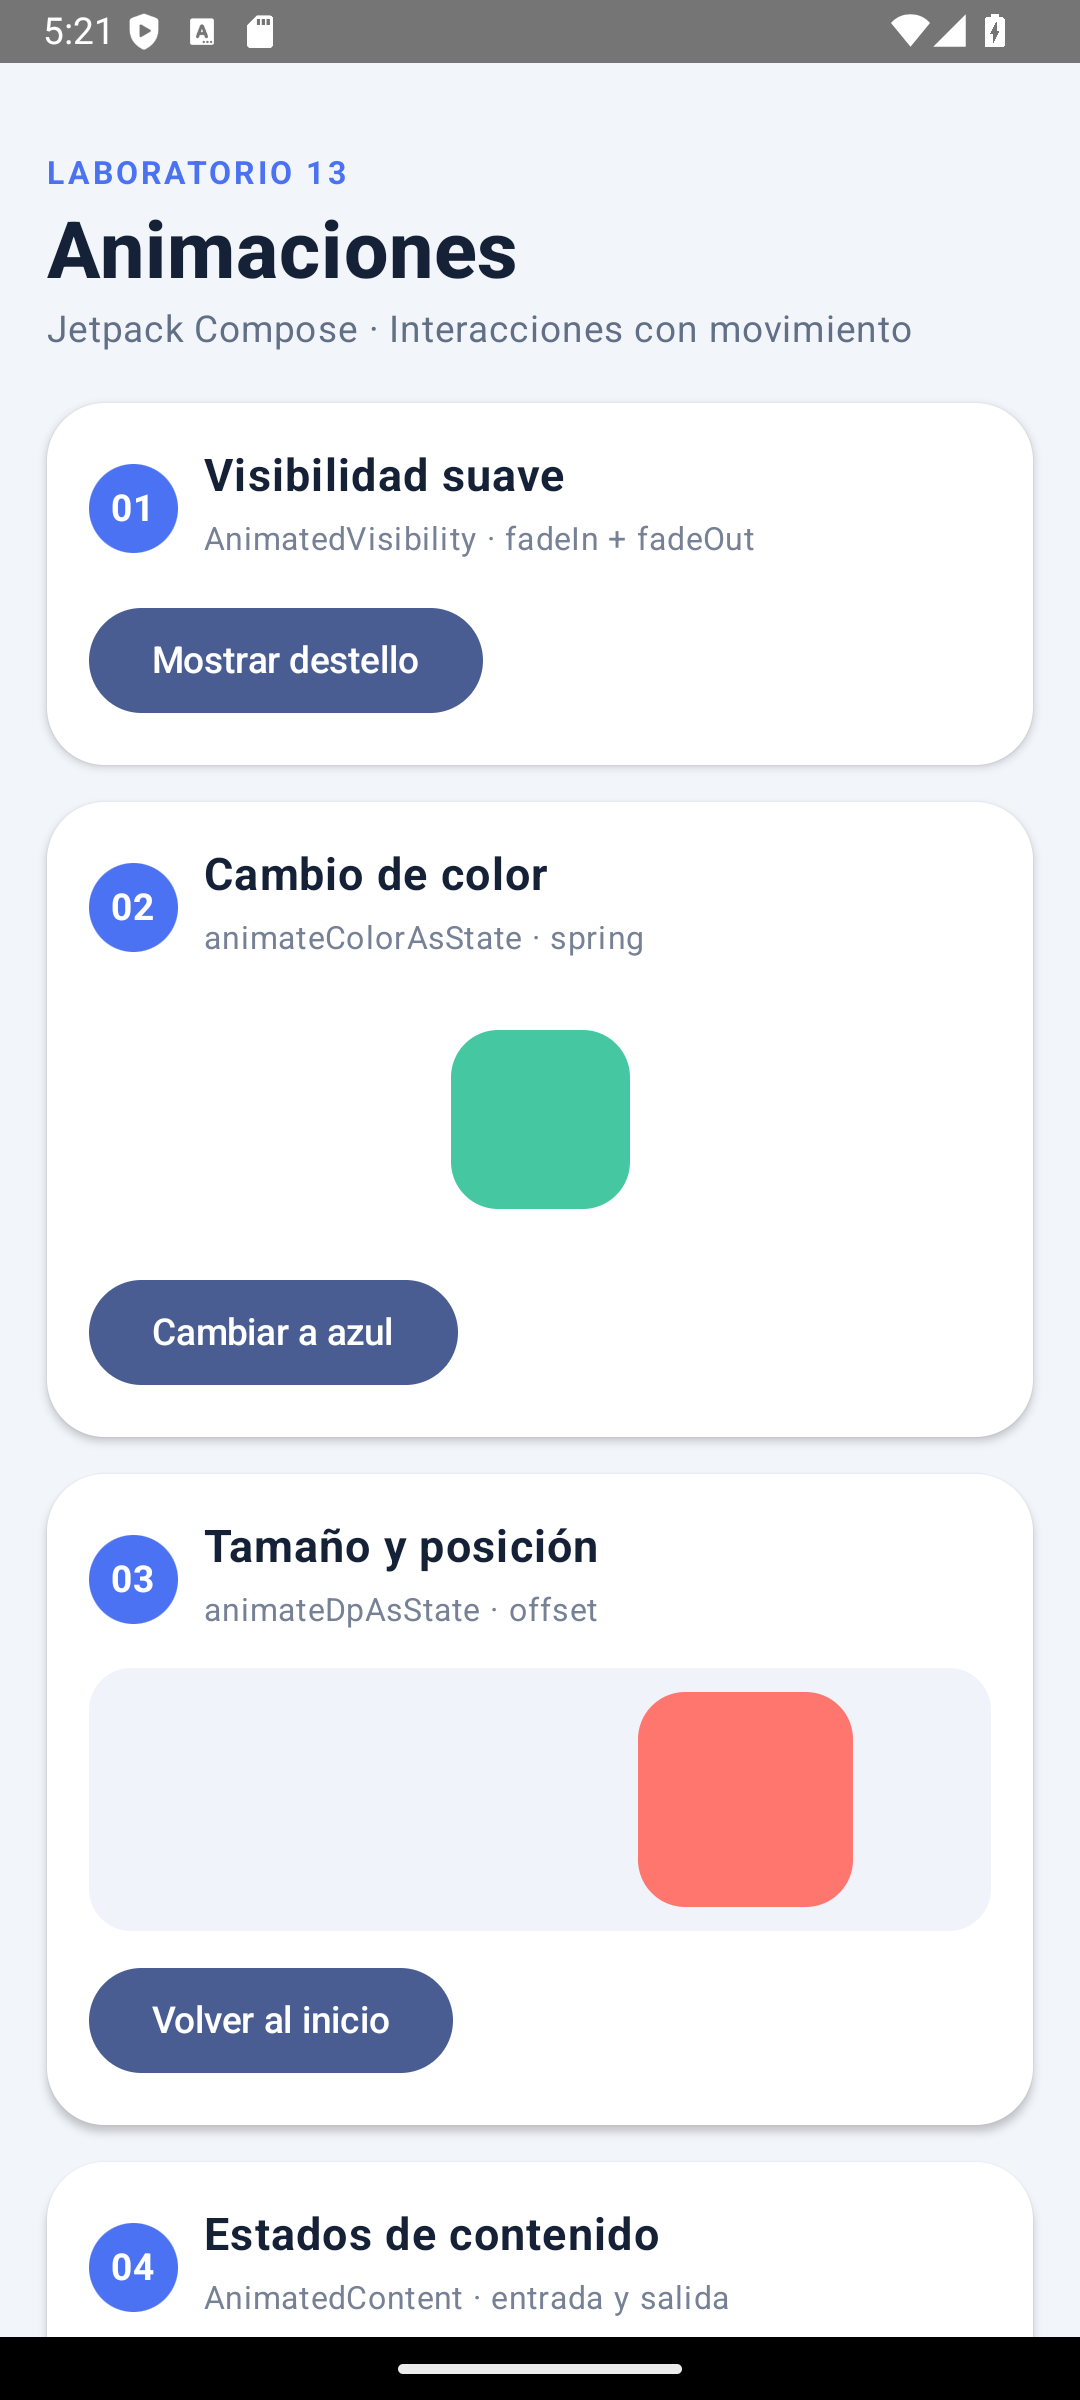 5:21
LABORATORIO 13
Animaciones
Jetpack Compose · Interacciones con movimiento
01
Visibilidad suave
AnimatedVisibility · fadeIn + fadeOut
Mostrar destello
02
Cambio de color
animateColorAsState · spring
Cambiar a azul
03
Tamaño y posición
animateDpAsState · offset
Volver al inicio
04
Estados de contenido
AnimatedContent · entrada y salida